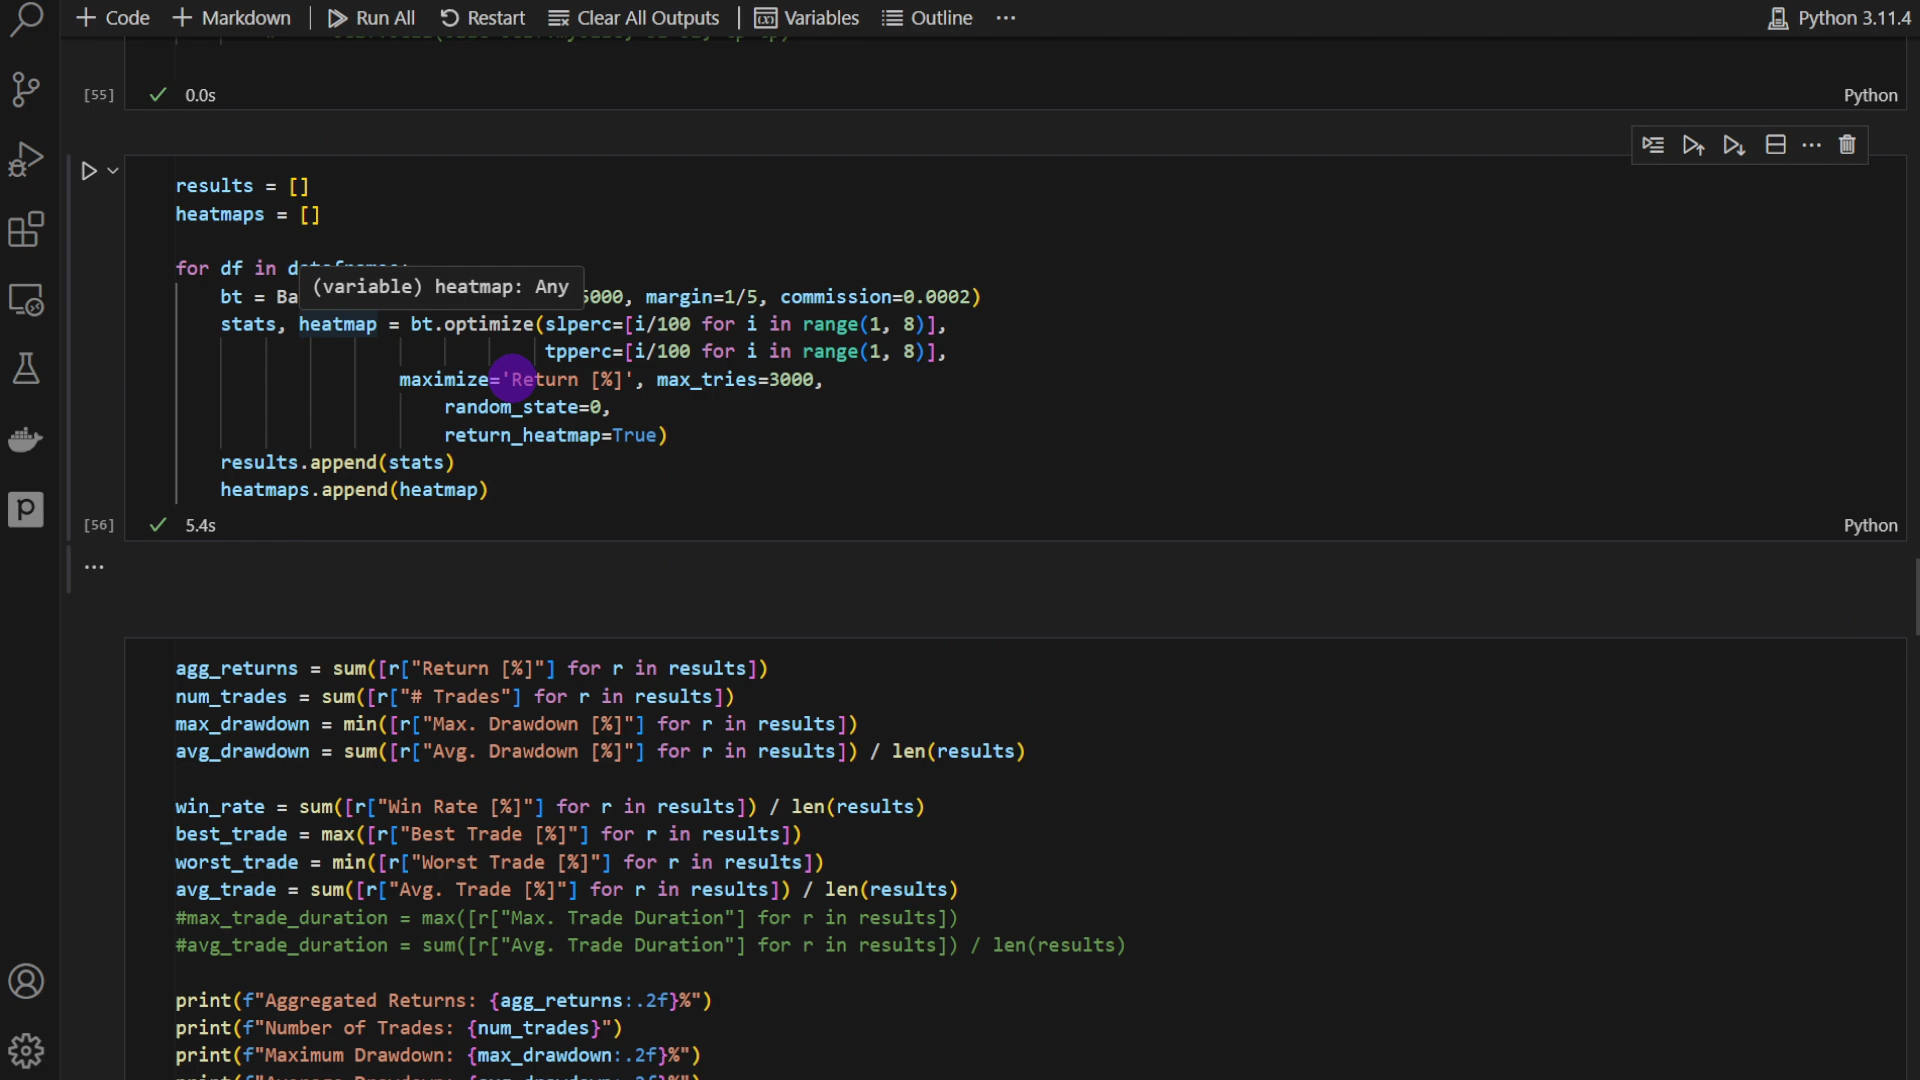 Code Markdown Run All Restart Clear All Outputs Variables Outline ... Python 3.11.4
[55] 0.0s Python
results = []
heatmaps = []
for df in dataframes:
(variable) heatmap: Any
bt = Ba 5000, margin=1/5, commission=0.0002)
stats, heatmap = bt.optimize(slperc=[i/100 for i in range(1, 8)],
tpperc=[i/100 for i in range(1, 8)],
maximize='Return [%]', max_tries=3000,
random_state=0,
return_heatmap=True)
results.append(stats)
heatmaps.append(heatmap)
[56] 5.4s Python
...
agg_returns = sum([r["Return [%]"] for r in results])
num_trades = sum([r["# Trades"] for r in results])
max_drawdown = min([r["Max. Drawdown [%]"] for r in results])
avg_drawdown = sum([r["Avg. Drawdown [%]"] for r in results]) / len(results)
win_rate = sum([r["Win Rate [%]"] for r in results]) / len(results)
best_trade = max([r["Best Trade [%]"] for r in results])
worst_trade = min([r["Worst Trade [%]"] for r in results])
avg_trade = sum([r["Avg. Trade [%]"] for r in results]) / len(results)
#max_trade_duration = max([r["Max. Trade Duration"] for r in results])
#avg_trade_duration = sum([r["Avg. Trade Duration"] for r in results]) / len(results)
print(f"Aggregated Returns: {agg_returns:.2f}%")
print(f"Number of Trades: {num_trades}")
print(f"Maximum Drawdown: {max_drawdown:.2f}%")